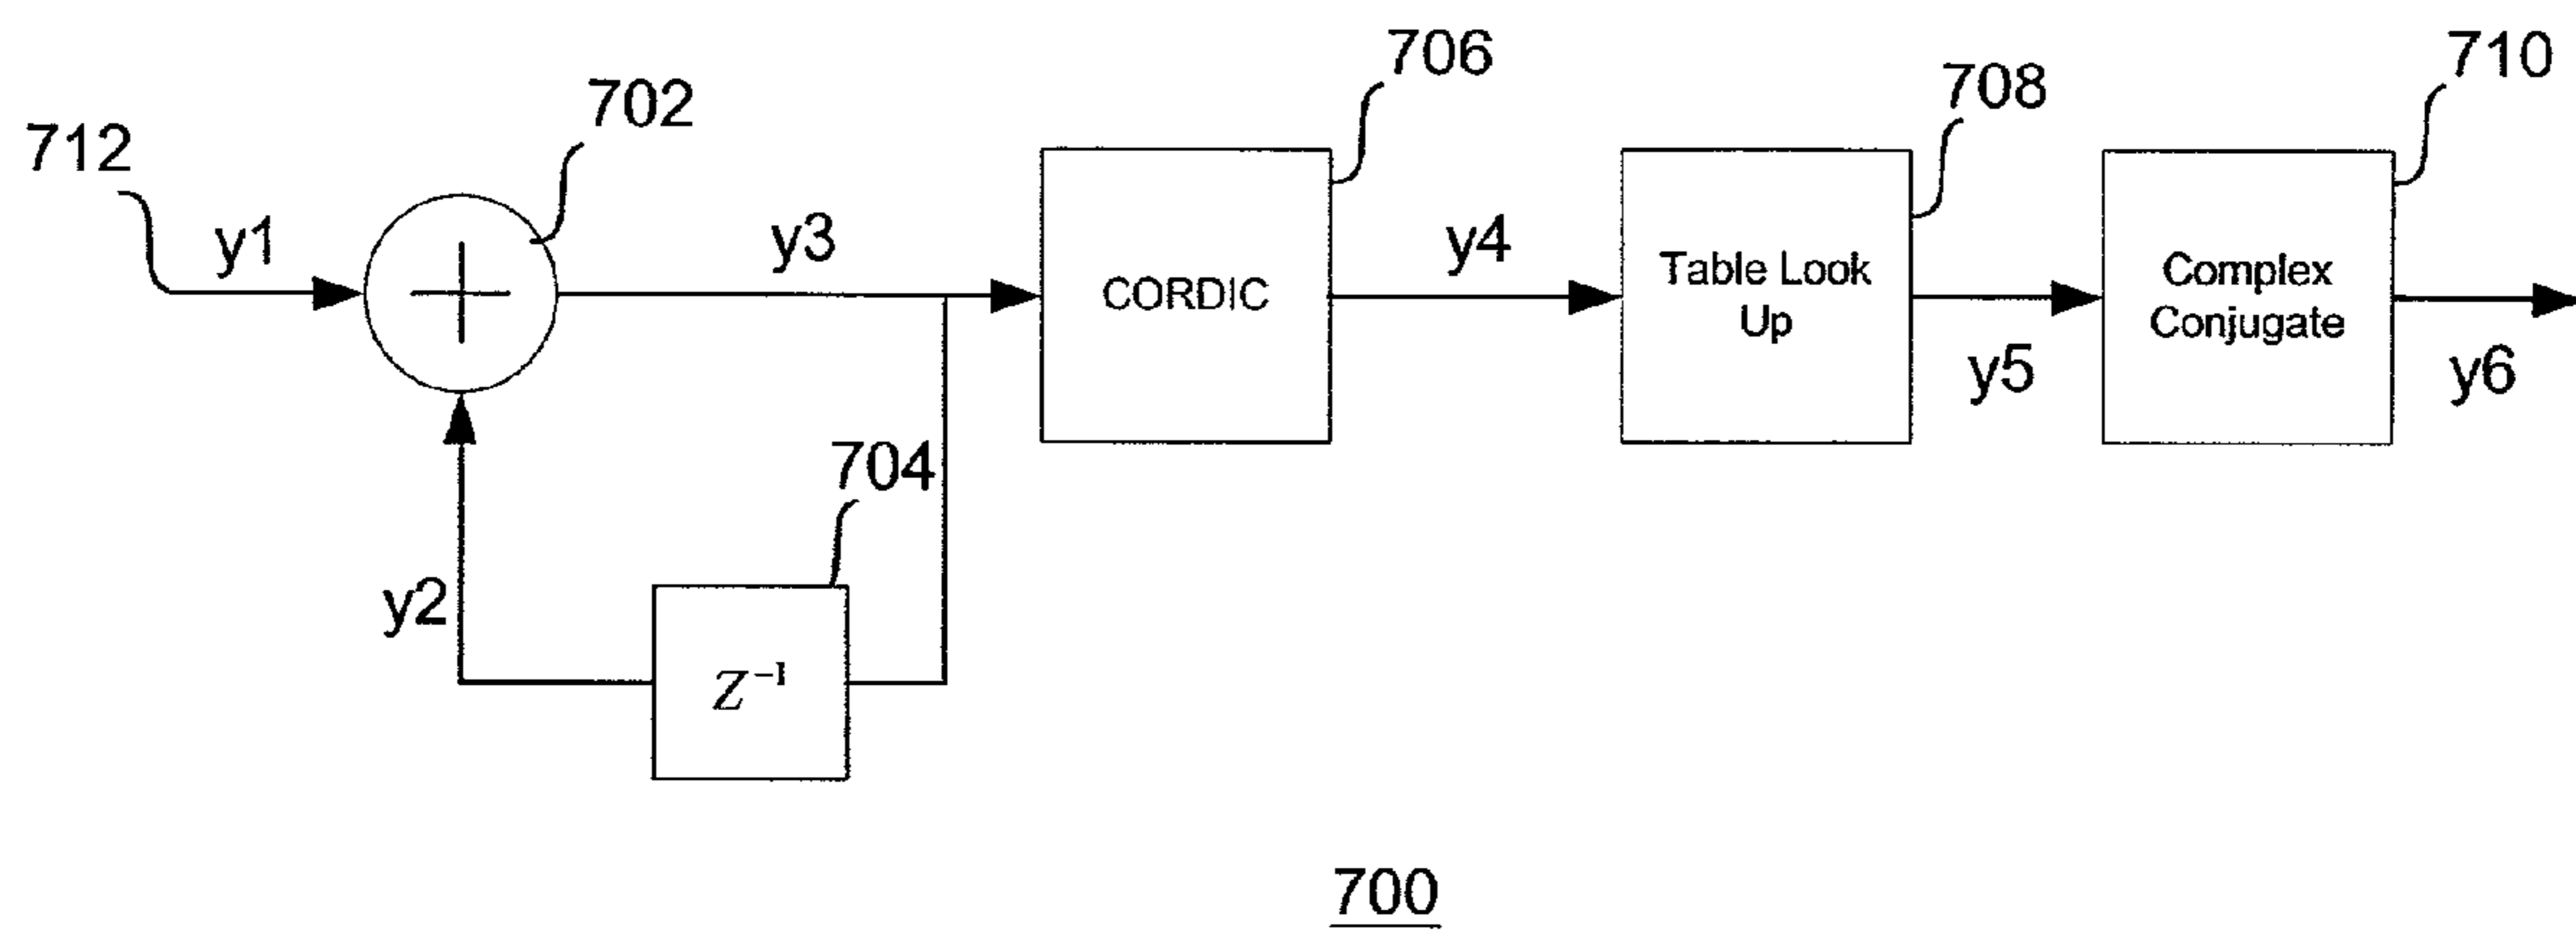 706
710
708
702
712
y1
y3
y4
CORDIC
Table Look
Up
Complex
Conjugate
y5
y6
704
y2
Z⁻¹
700